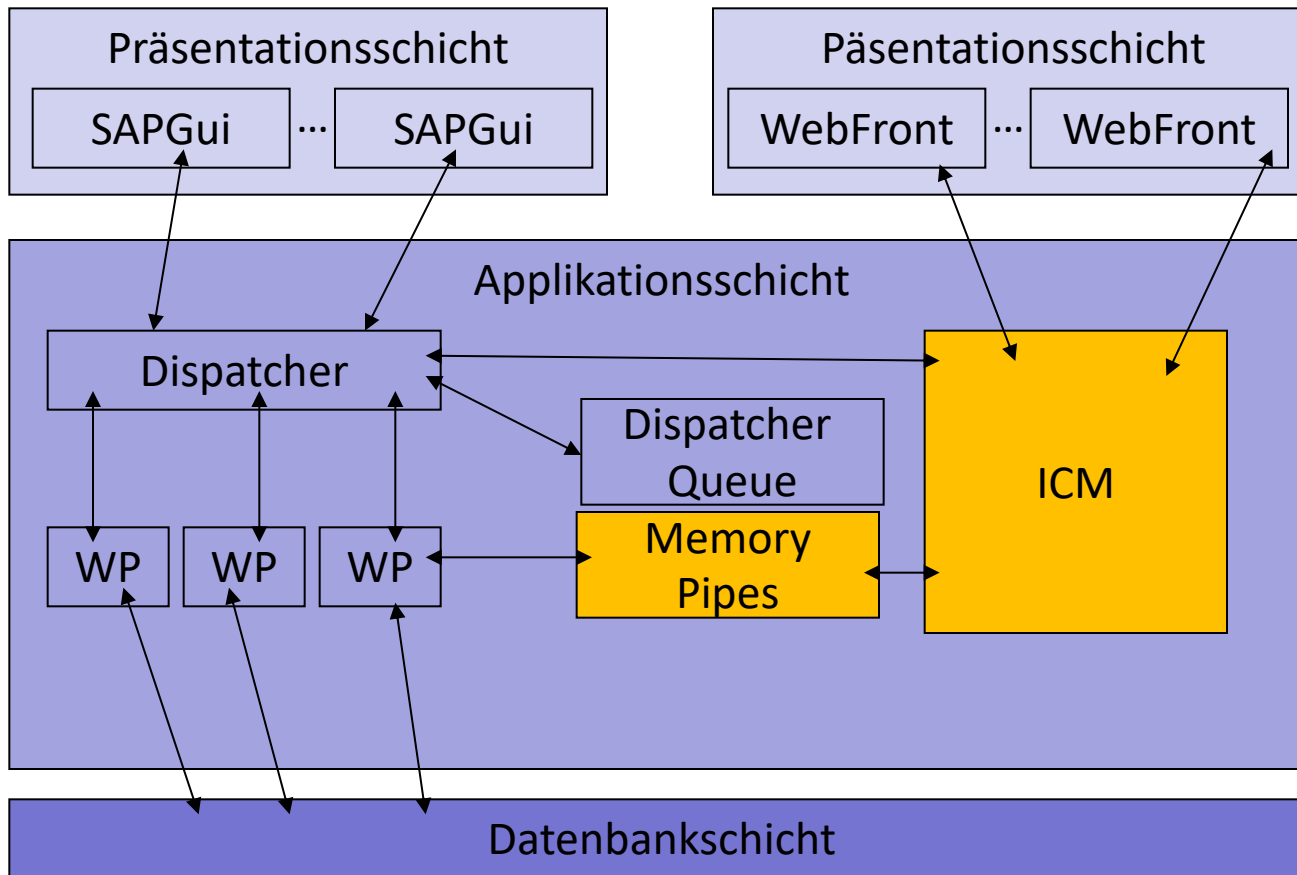 Präsentationsschicht
SAPGui ... SAPGui
Päsentationsschicht
WebFront ... WebFront
Applikationsschicht
Dispatcher
Dispatcher
Queue
ICM
WP WP WP
Memory
Pipes
Datenbankschicht